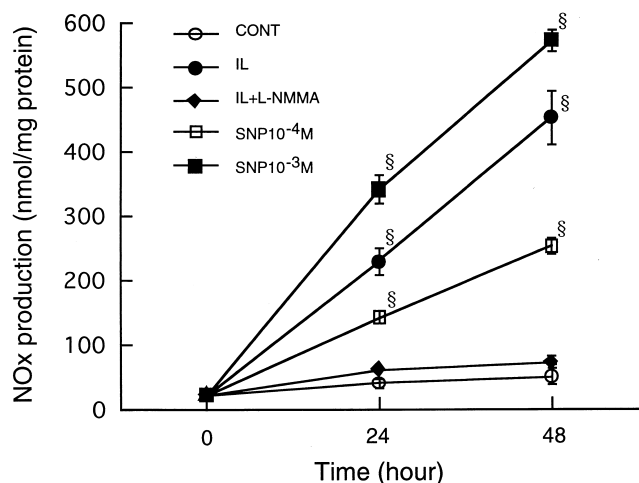 600
500
400
300
200
100
0
NOx production (nmol/mg protein)
CONT
IL
IL+L-NMMA
SNP10-4M
SNP10-3M
§
§
§
§
§
§
0
24
48
Time (hour)